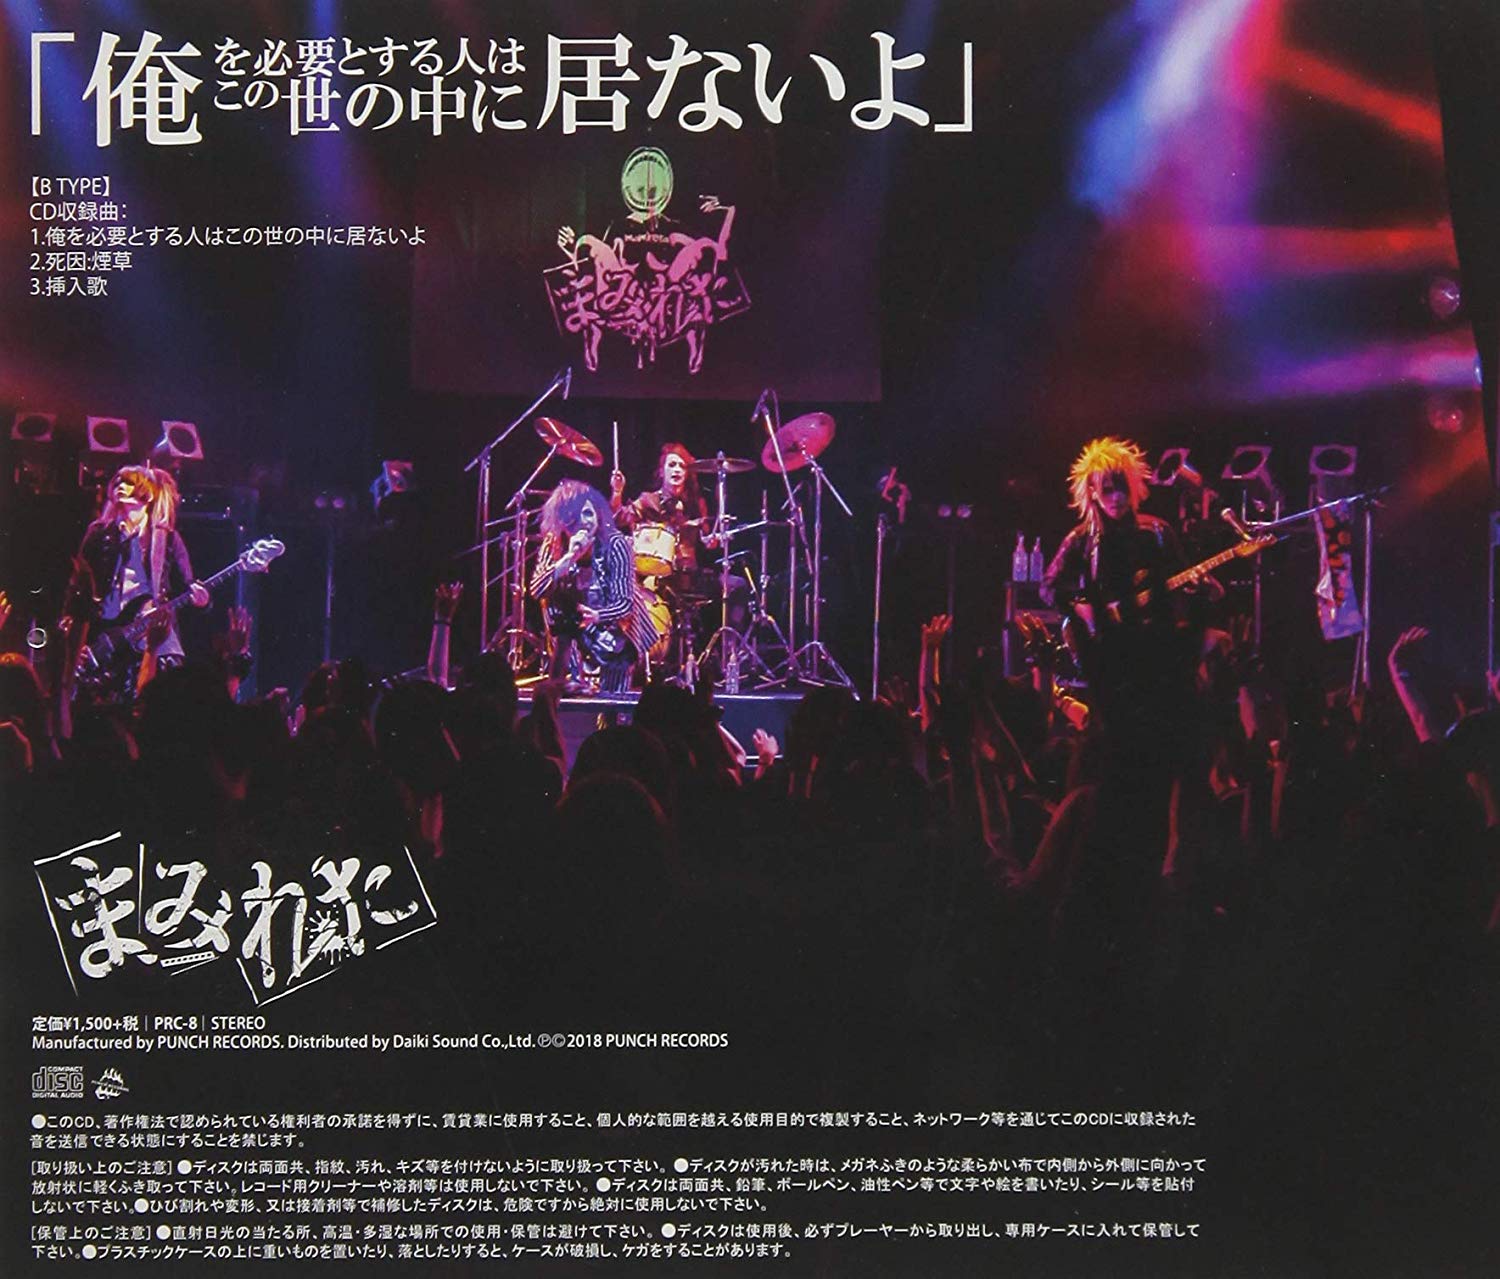 「俺を必要とする人はこの世の中に居ないよ」
【B TYPE】
CD収録曲:
1.俺を必要とする人はこの世の中に居ないよ
2.死因:煙草
3.挿入歌
まみれた
まみれた
定価¥1,500+税 | PRC-8 | STEREO
Manufactured by PUNCH RECORDS. Distributed by Daiki Sound Co.,Ltd. ℗©2018 PUNCH RECORDS
COMPACT
disc
DIGITAL AUDIO
●このCD、著作権法で認められている権利者の承諾を得ずに、賃貸業に使用すること、個人的な範囲を越える使用目的で複製すること、ネットワーク等を通じてこのCDに収録された
音を送信できる状態にすることを禁じます。
[取り扱い上のご注意] ●ディスクは両面共、指紋、汚れ、キズ等を付けないように取り扱って下さい。 ●ディスクが汚れた時は、メガネふきのような柔らかい布で内側から外側に向かって
放射状に軽くふき取って下さい。レコード用クリーナーや溶剤等は使用しないで下さい。 ●ディスクは両面共、鉛筆、ボールペン、油性ペン等で文字や絵を書いたり、シール等を貼付
しないで下さい。●ひび割れや変形、又は接着剤等で補修したディスクは、危険ですから絶対に使用しないで下さい。
[保管上のご注意] ●直射日光の当たる所、高温・多湿な場所での使用・保管は避けて下さい。 ●ディスクは使用後、必ずプレーヤーから取り出し、専用ケースに入れて保管して
下さい。●プラスチックケースの上に重いものを置いたり、落としたりすると、ケースが破損し、ケガをすることがあります。